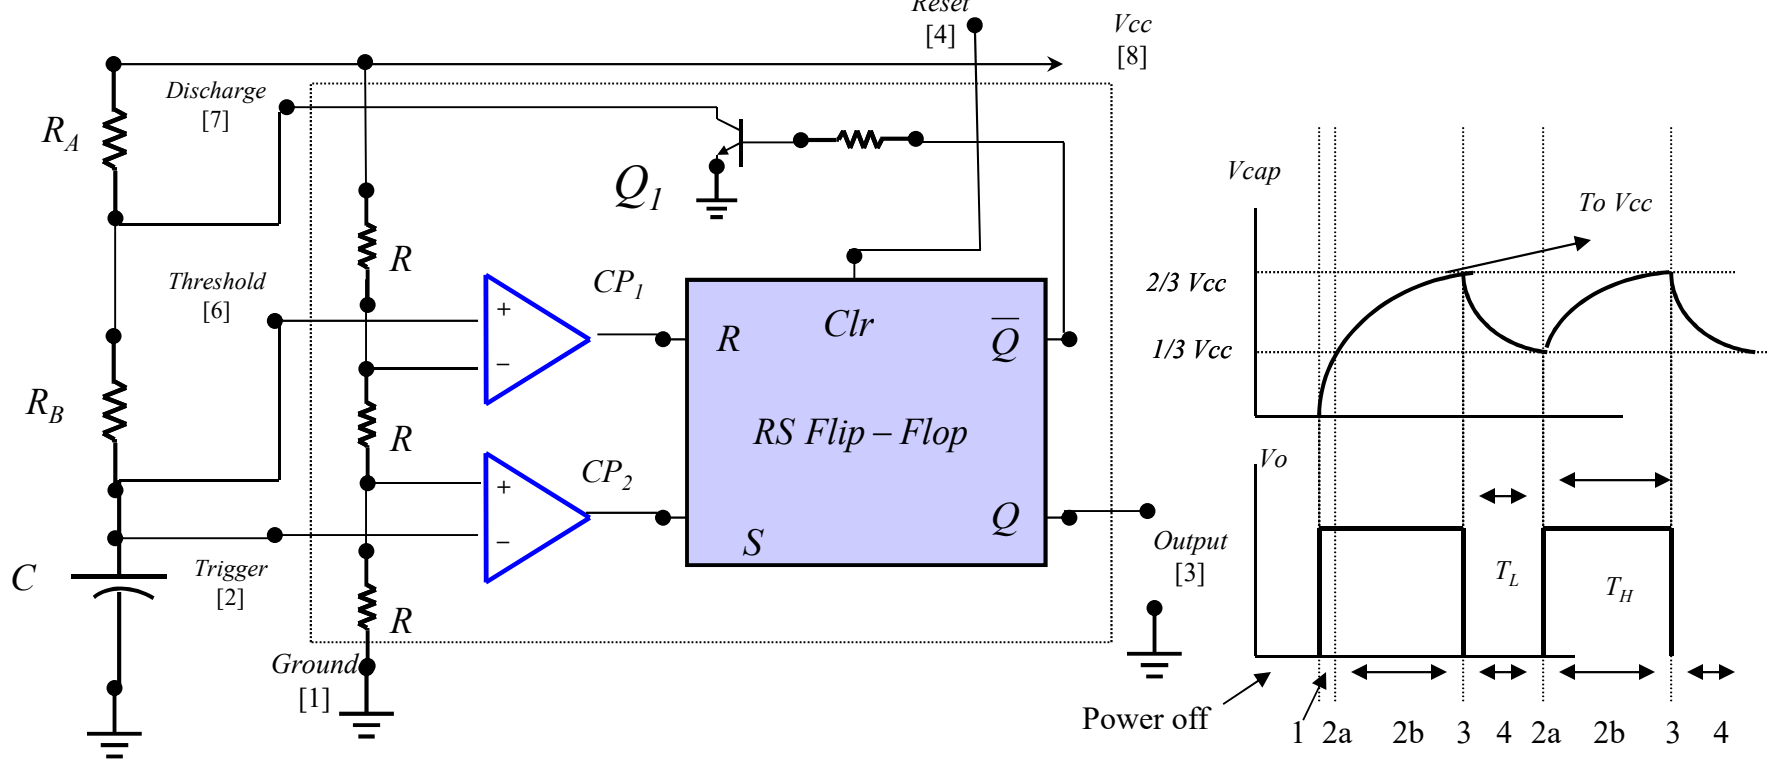 Reset
[4]
Vcc
[8]
Discharge
[7]
R_A
Q_1
R
Threshold
[6]
CP_1
+
−
R
Clr
Q̅
R_B
R
RS Flip – Flop
CP_2
+
−
S
Q
Trigger
[2]
C
R
Output
[3]
Ground
[1]
Vcap
To Vcc
2/3 Vcc
1/3 Vcc
Vo
T_L
T_H
Power off
1 2a 2b 3 4 2a 2b 3 4